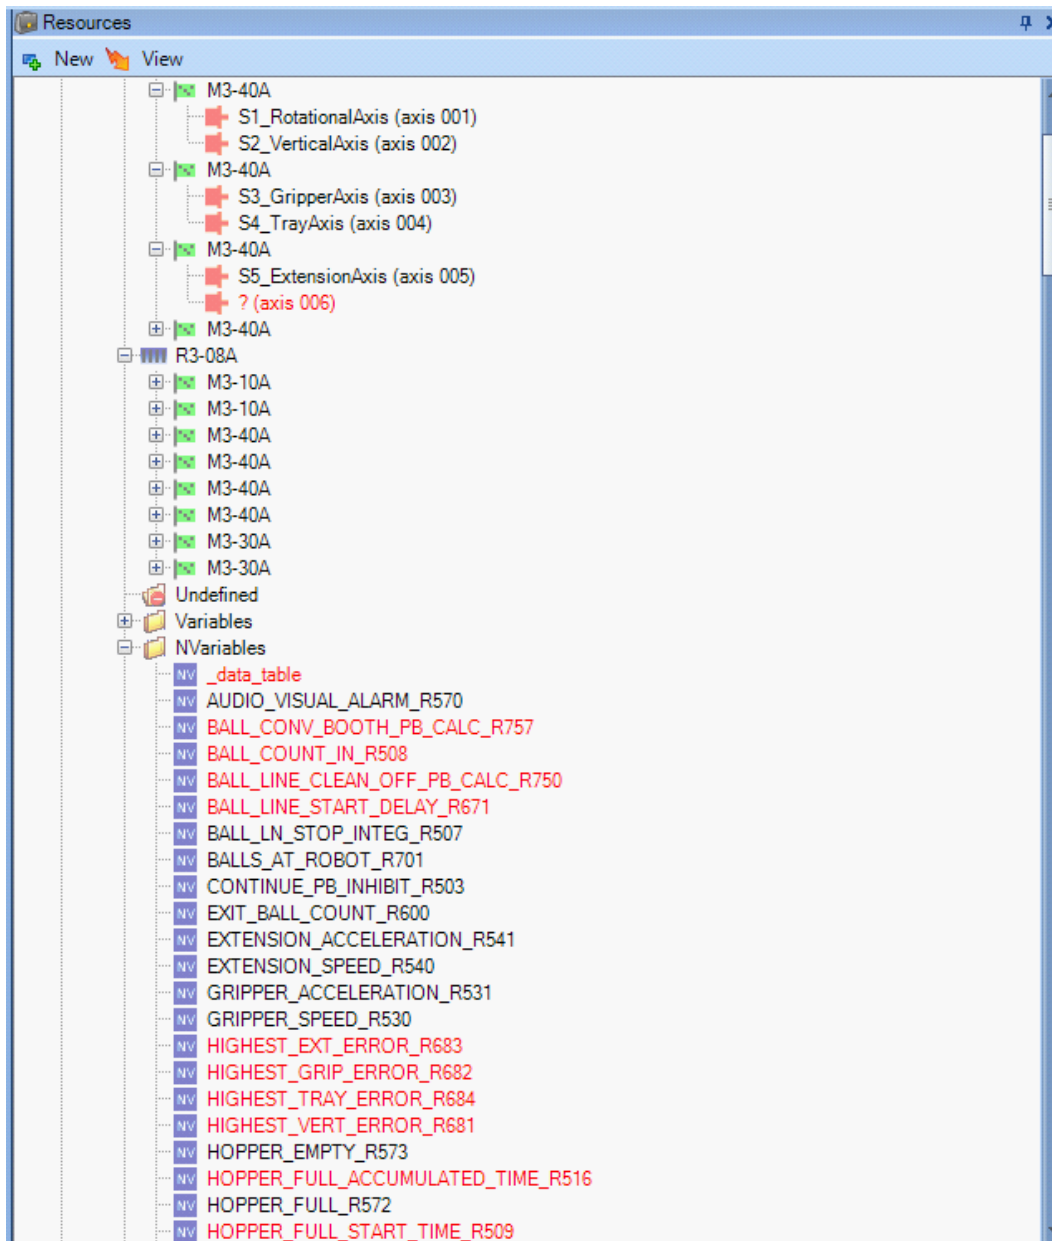 Resources
New View
M3-40A
S1_RotationalAxis (axis 001)
S2_VerticalAxis (axis 002)
M3-40A
S3_GripperAxis (axis 003)
S4_TrayAxis (axis 004)
M3-40A
S5_ExtensionAxis (axis 005)
? (axis 006)
M3-40A
R3-08A
M3-10A
M3-10A
M3-40A
M3-40A
M3-40A
M3-40A
M3-30A
M3-30A
Undefined
Variables
NVariables
NV _data_table
NV AUDIO_VISUAL_ALARM_R570
NV BALL_CONV_BOOTH_PB_CALC_R757
NV BALL_COUNT_IN_R508
NV BALL_LINE_CLEAN_OFF_PB_CALC_R750
NV BALL_LINE_START_DELAY_R671
NV BALL_LN_STOP_INTEG_R507
NV BALLS_AT_ROBOT_R701
NV CONTINUE_PB_INHIBIT_R503
NV EXIT_BALL_COUNT_R600
NV EXTENSION_ACCELERATION_R541
NV EXTENSION_SPEED_R540
NV GRIPPER_ACCELERATION_R531
NV GRIPPER_SPEED_R530
NV HIGHEST_EXT_ERROR_R683
NV HIGHEST_GRIP_ERROR_R682
NV HIGHEST_TRAY_ERROR_R684
NV HIGHEST_VERT_ERROR_R681
NV HOPPER_EMPTY_R573
NV HOPPER_FULL_ACCUMULATED_TIME_R516
NV HOPPER_FULL_R572
NV HOPPER_FULL_START_TIME_R509